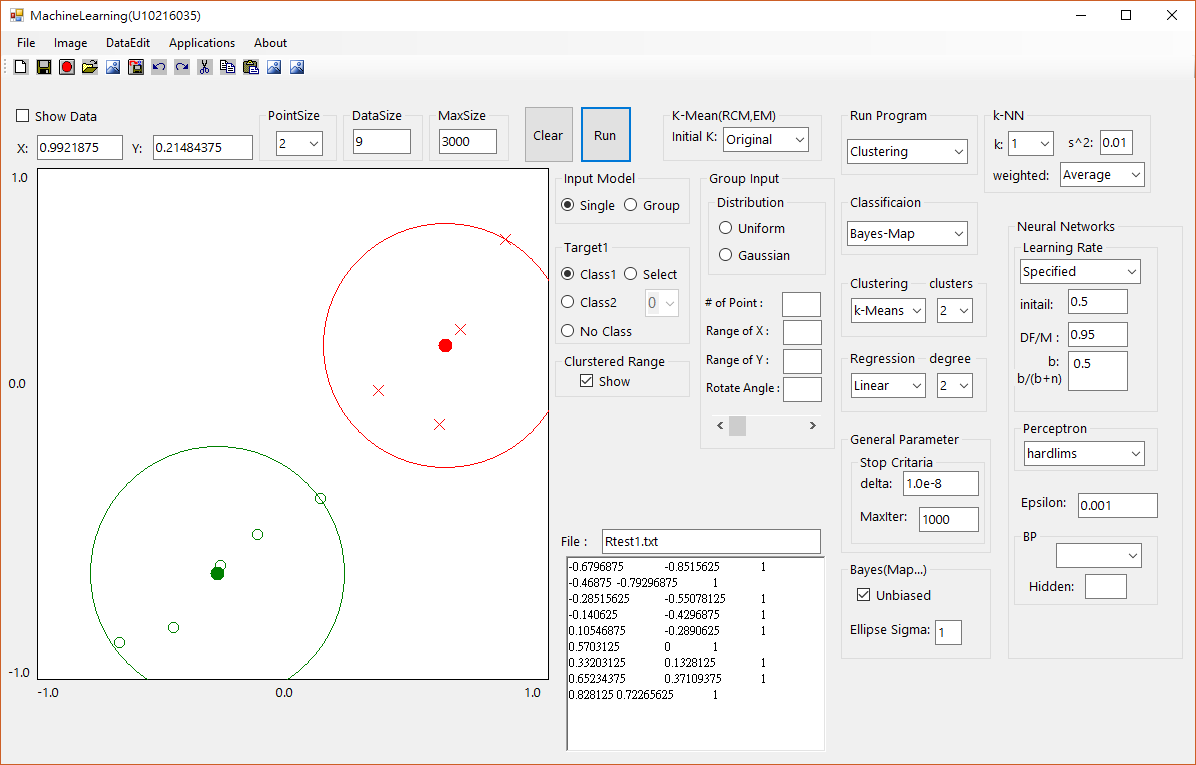 MachineLearning(U10216035)
File Image DataEdit Applications About
Show Data
X: 0.9921875 Y: 0.21484375
PointSize
2
DataSize
9
MaxSize
3000
Clear
Run
K-Mean(RCM,EM)
Initial K: Original
Run Program
Clustering
k-NN
k: 1 s^2: 0.01
weighted: Average
1.0
0.0
-1.0
-1.0 0.0 1.0
Input Model
Single Group
Target1
Class1 Select
Class2 0
No Class
Clurstered Range
Show
Group Input
Distribution
Uniform
Gaussian
# of Point :
Range of X :
Range of Y :
Rotate Angle :
Classificaion
Bayes-Map
Clustering clusters
k-Means 2
Regression degree
Linear 2
General Parameter
Stop Critaria
delta: 1.0e-8
MaxIter: 1000
Bayes(Map...)
Unbiased
Ellipse Sigma: 1
Neural Networks
Learning Rate
Specified
initail: 0.5
DF/M : 0.95
b: 0.5
b/(b+n)
Perceptron
hardlims
Epsilon: 0.001
BP
Hidden:
File : Rtest1.txt
-0.6796875 -0.8515625 1
-0.46875 -0.79296875 1
-0.28515625 -0.55078125 1
-0.140625 -0.4296875 1
0.10546875 -0.2890625 1
0.5703125 0 1
0.33203125 0.1328125 1
0.65234375 0.37109375 1
0.828125 0.72265625 1